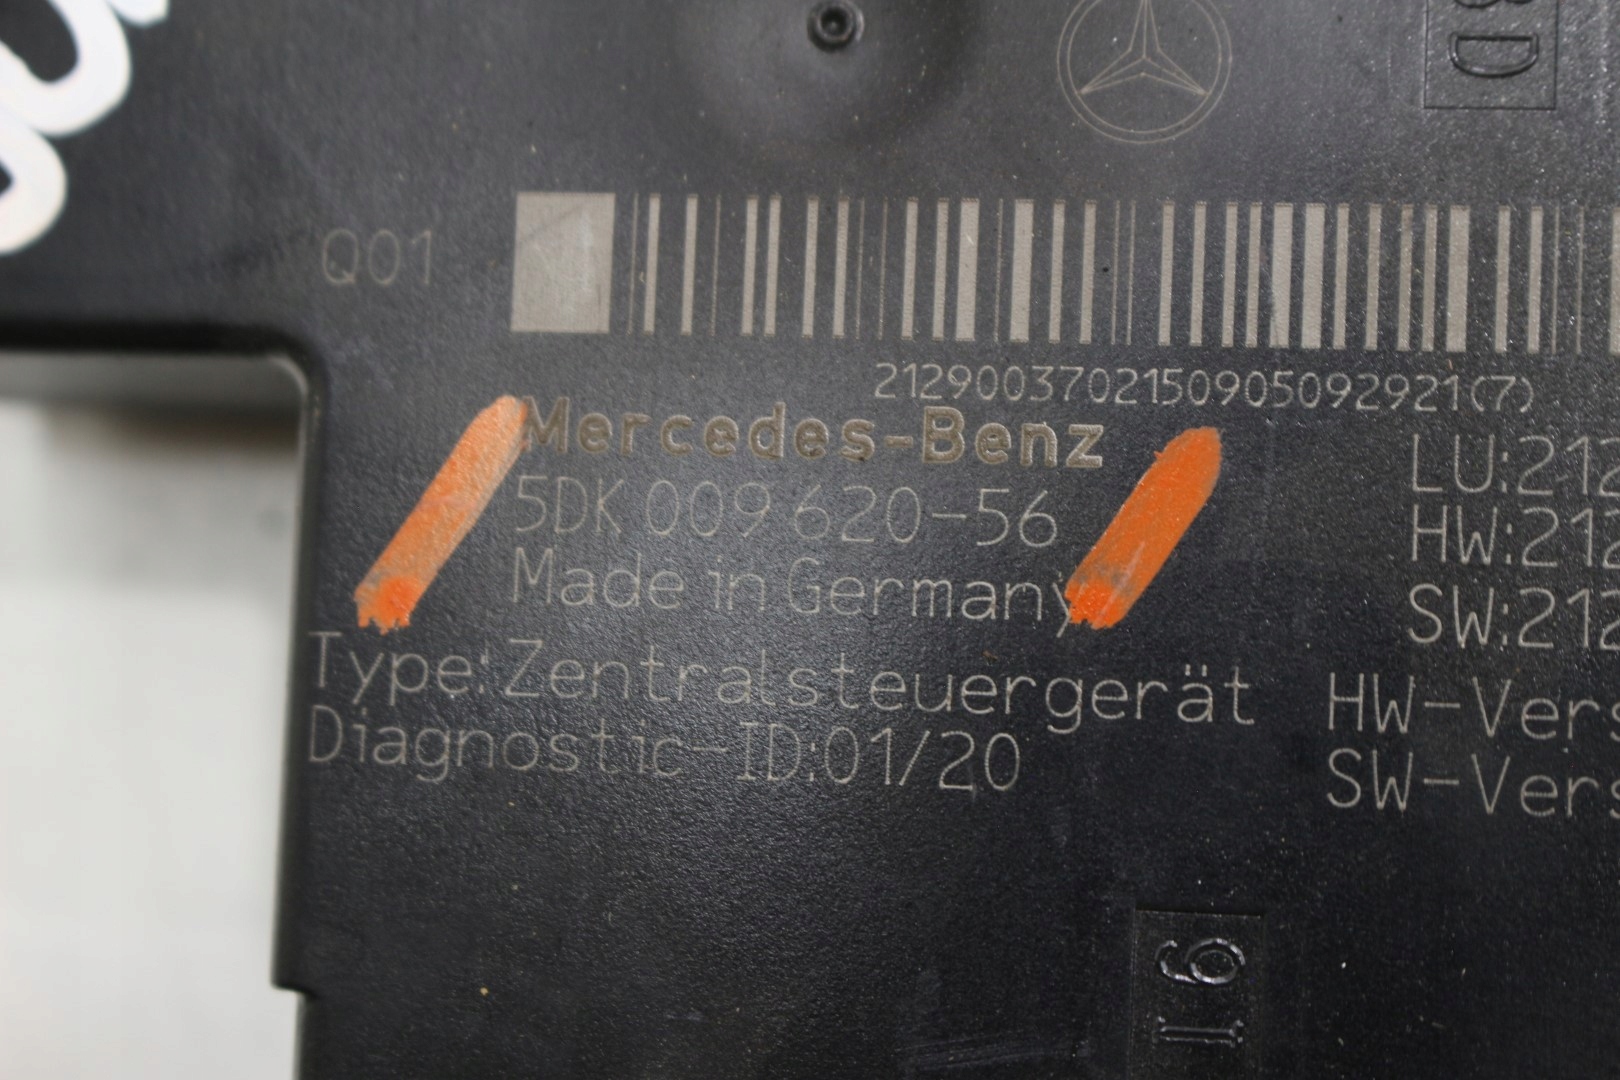 Q01
2129003702150905092921(7)
Mercedes-Benz
5DK 009 620-56
Made in Germany
Type: Zentralsteuergerät
Diagnostic-ID:01/20
LU:212
HW:212
SW:212
HW-Vers
SW-Vers